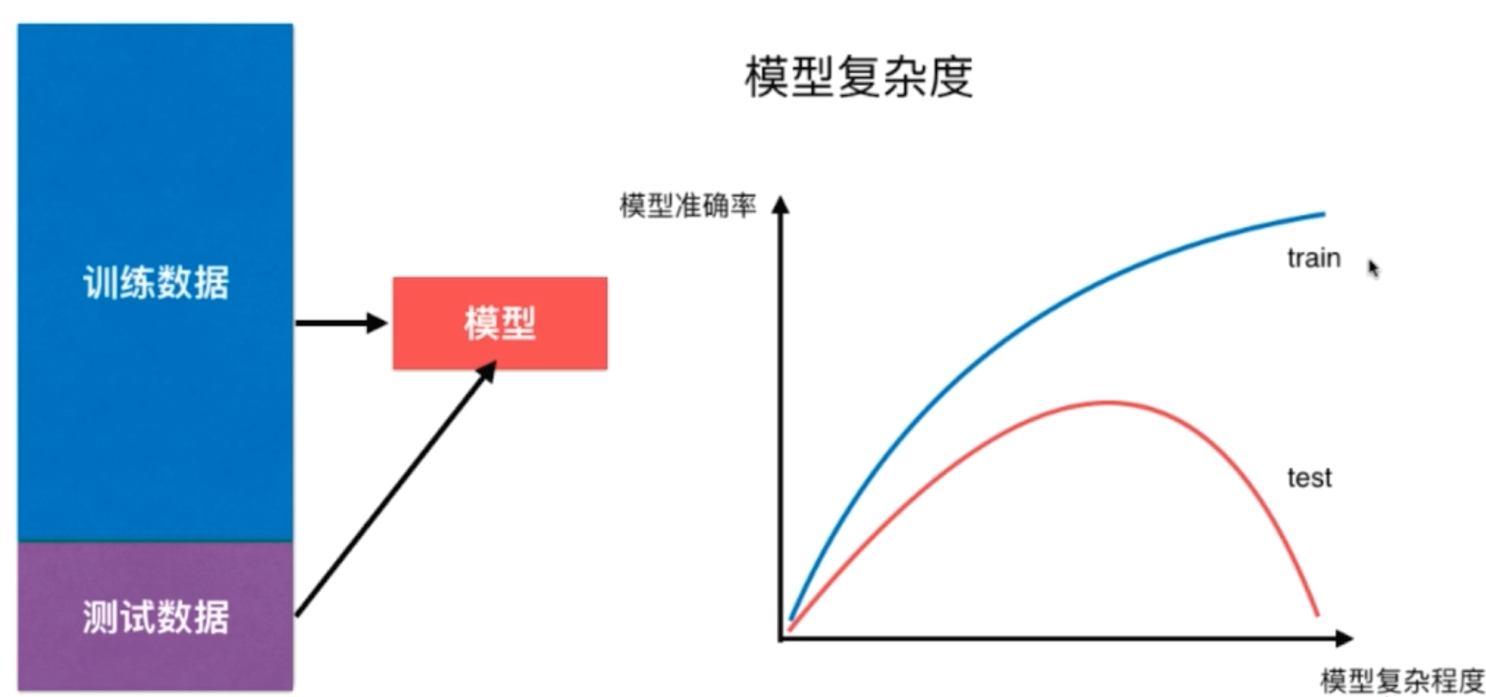 模型复杂度
训练数据
模型
测试数据
模型准确率
train
test
模型复杂程度